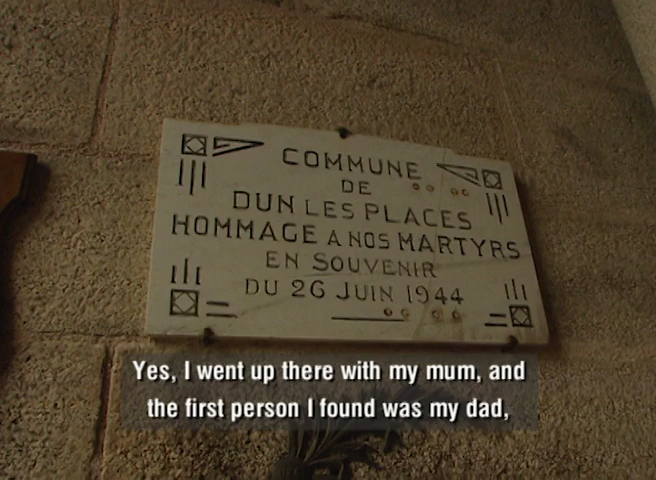 COMMUNE
DE
DUN LES PLACES
HOMMAGE A NOS MARTYRS
EN SOUVENIR
DU 26 JUIN 1944
Yes, I went up there with my mum, and
the first person I found was my dad,